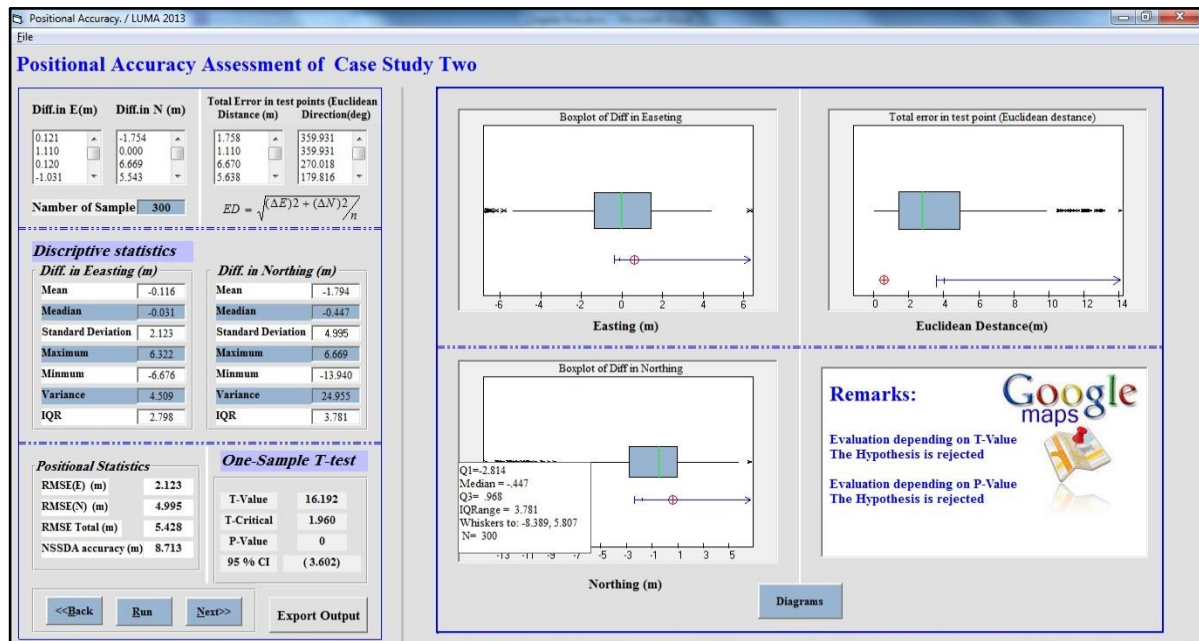 Positional Accuracy. / LUMA 2013
File
Positional Accuracy Assessment of Case Study Two
Diff.in E(m)
0.121
1.110
0.120
-1.031
Diff.in N (m)
-1.754
0.000
6.669
5.543
Total Error in test points (Euclidean
Distance (m) Direction(deg)
1.758
1.110
6.670
5.638
359.931
359.931
270.018
179.816
Namber of Sample 300
ED = √(ΔE)2 + (ΔN)2/n
Discriptive statistics
Diff. in Eeasting (m)
Mean -0.116
Meadian -0.031
Standard Deviation 2.123
Maximum 6.322
Minmum -6.676
Variance 4.509
IQR 2.798
Diff. in Northing (m)
Mean -1.794
Meadian -0.447
Standard Deviation 4.995
Maximum 6.669
Minmum -13.940
Variance 24.955
IQR 3.781
Positional Statistics
RMSE(E) (m) 2.123
RMSE(N) (m) 4.995
RMSE Total (m) 5.428
NSSDA accuracy (m) 8.713
One-Sample T-test
T-Value 16.192
T-Critical 1.960
P-Value 0
95 % CI (3.602)
<<Back
Run
Next>>
Export Output
Boxplot of Diff in Easeting
-6 -4 -2 0 2 4 6
Easting (m)
Total error in test point (Euclidean destance)
0 2 4 6 8 10 12 14
Euclidean Destance(m)
Boxplot of Diff in Northing
Q1=-2.814
Median = -.447
Q3= .968
IQRange = 3.781
Whiskers to: -8.389, 5.807
N= 300
-13 -11 -9 -7 -5 -3 -1 1 3 5
Northing (m)
Remarks:
Google
maps
Evaluation depending on T-Value
The Hypothesis is rejected
Evaluation depending on P-Value
The Hypothesis is rejected
Diagrams